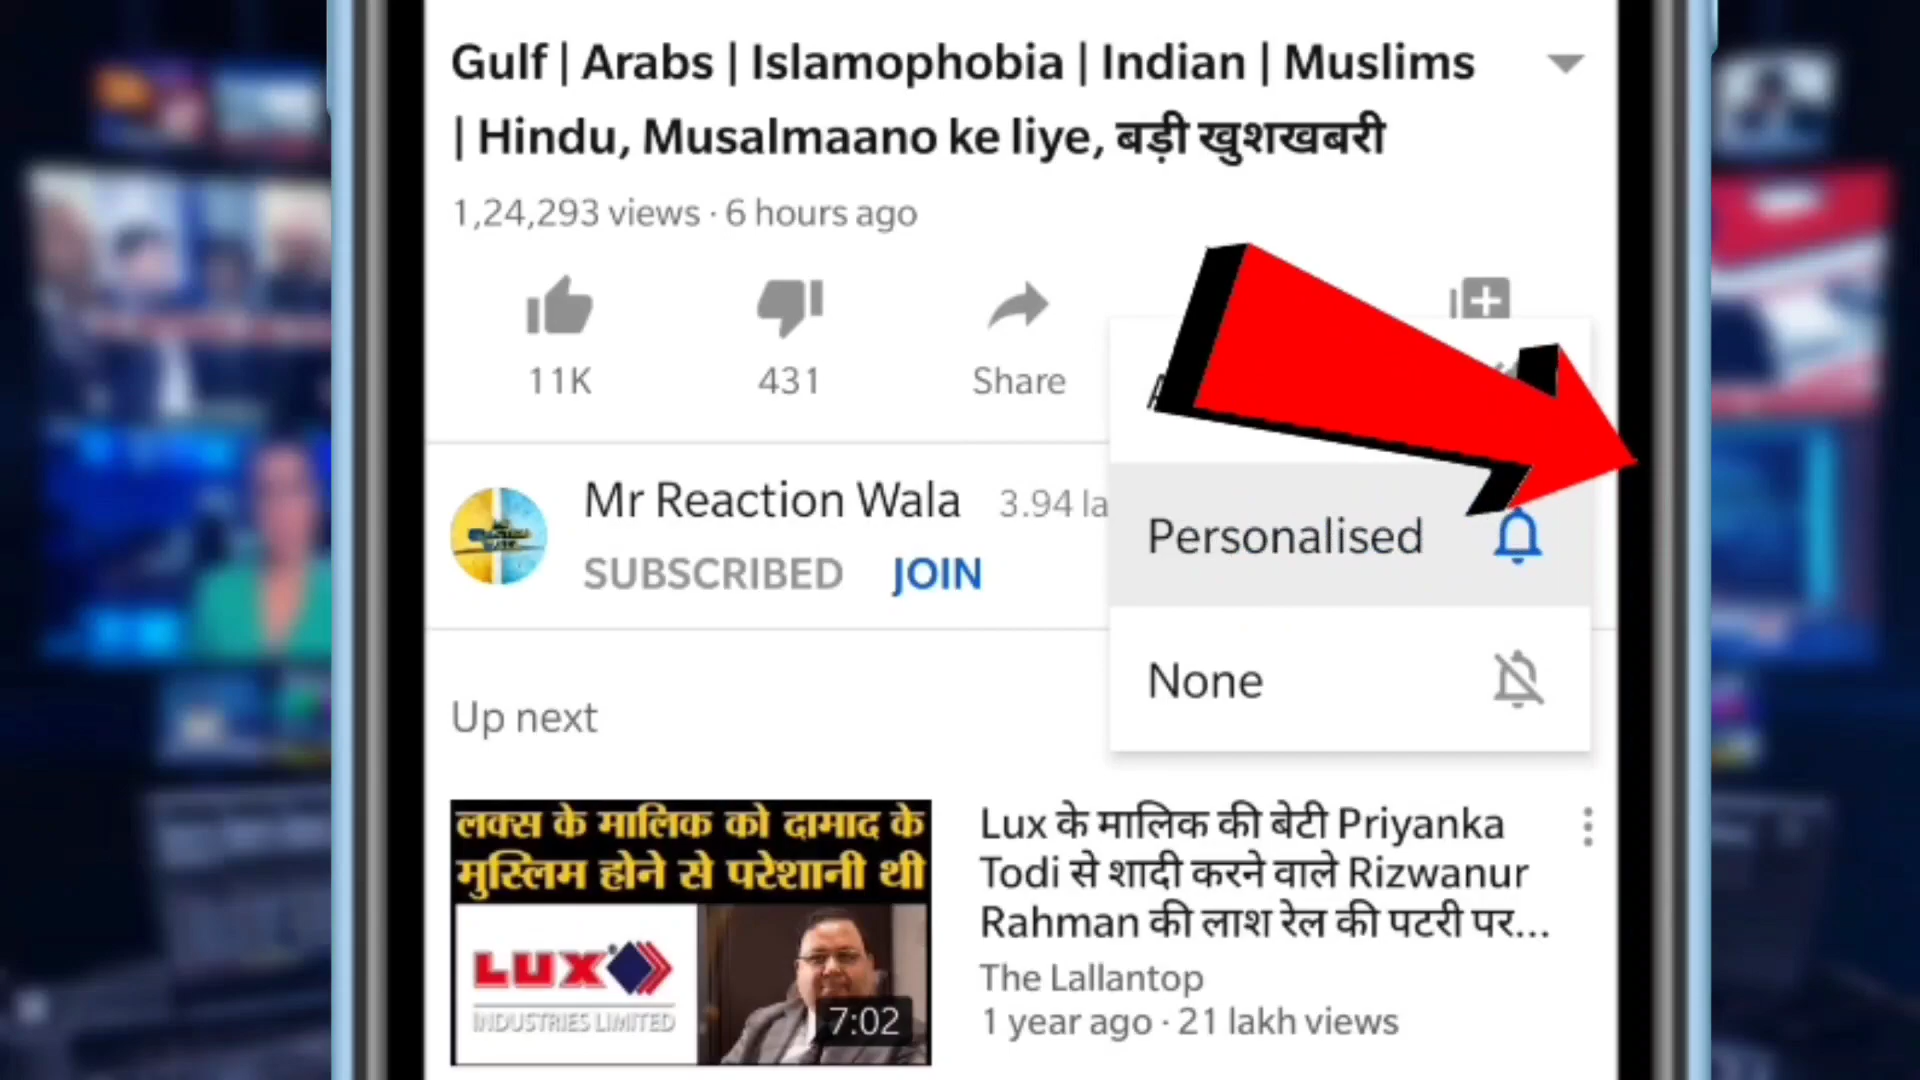 Gulf | Arabs | Islamophobia | Indian | Muslims
| Hindu, Musalmaano ke liye, बड़ी खुशखबरी
1,24,293 views · 6 hours ago
11K
431
Share
Mr Reaction Wala 3.94
SUBSCRIBED JOIN
Personalised
None
Up next
लक्स के मालिक को दामाद के
मुस्लिम होने से परेशानी थी
LUX
INDUSTRIES LIMITED
7:02
Lux के मालिक की बेटी Priyanka
Todi से शादी करने वाले Rizwanur
Rahman की लाश रेल की पटरी पर...
The Lallantop
1 year ago · 21 lakh views